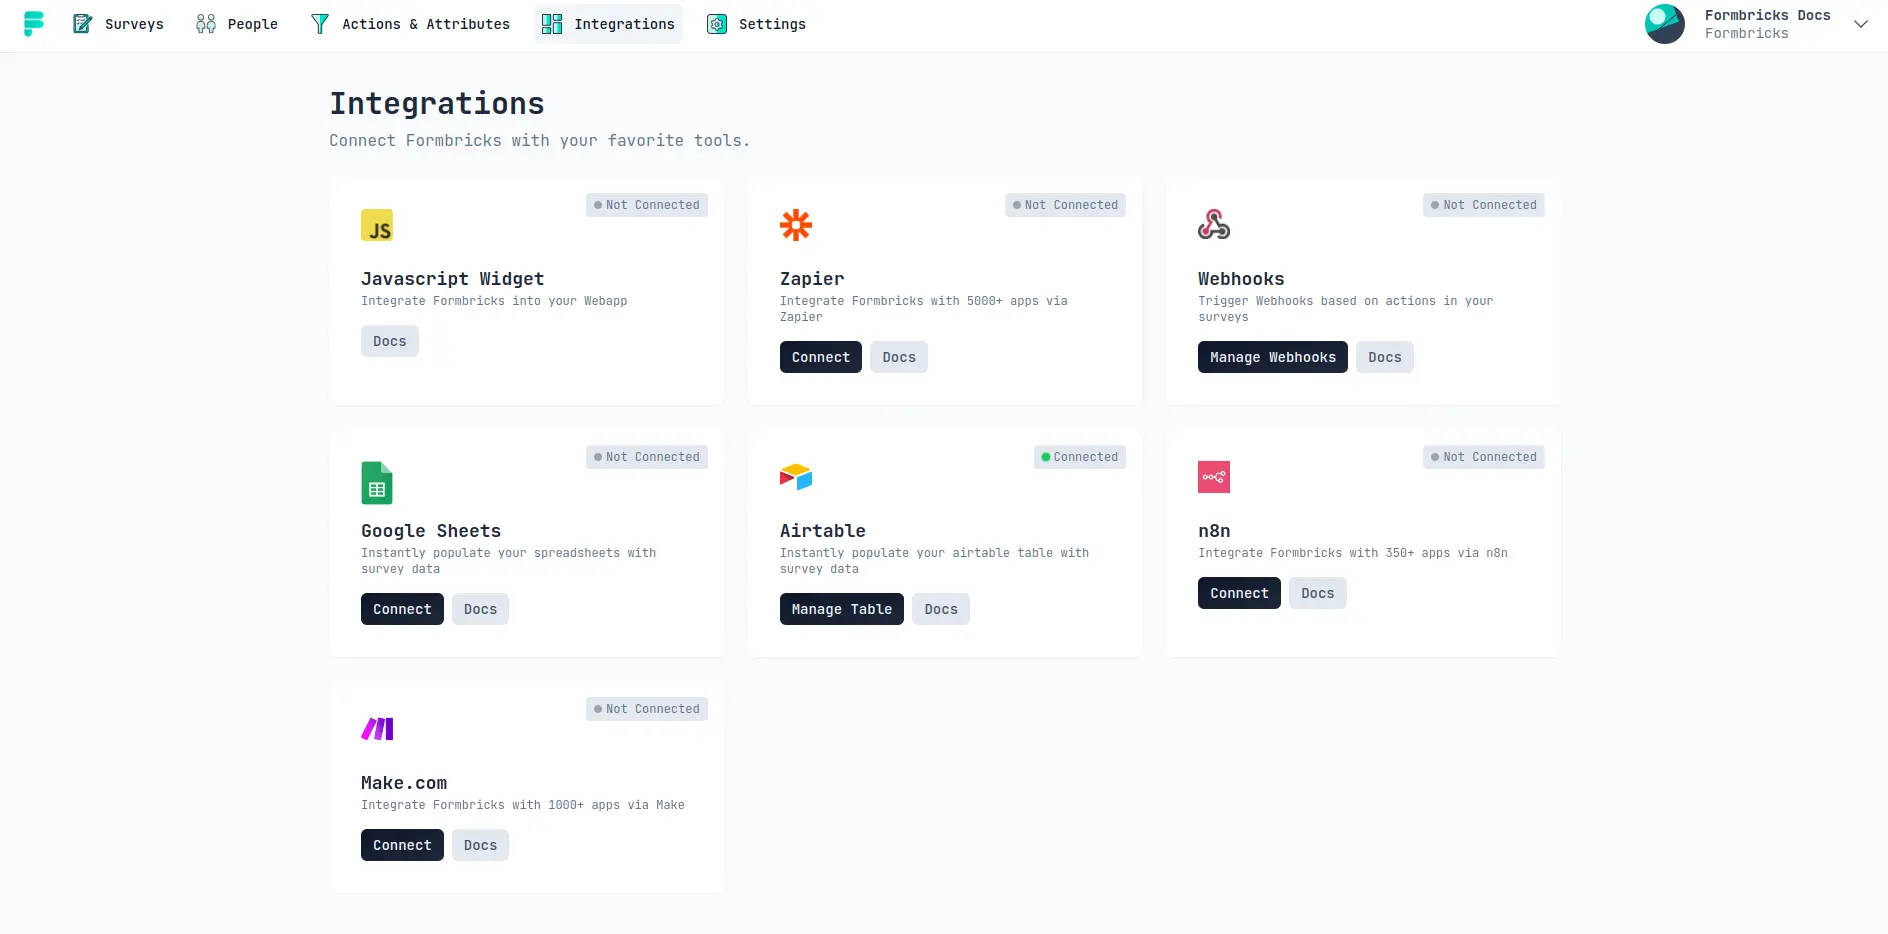 Surveys
People
Actions & Attributes
Integrations
Settings
Formbricks Docs
Formbricks
Integrations
Connect Formbricks with your favorite tools.
Not Connected
JS
Javascript Widget
Integrate Formbricks into your Webapp
Docs
Not Connected
Zapier
Integrate Formbricks with 5000+ apps via
Zapier
Connect
Docs
Not Connected
Webhooks
Trigger Webhooks based on actions in your
surveys
Manage Webhooks
Docs
Not Connected
Google Sheets
Instantly populate your spreadsheets with
survey data
Connect
Docs
Connected
Airtable
Instantly populate your airtable table with
survey data
Manage Table
Docs
Not Connected
n8n
Integrate Formbricks with 350+ apps via n8n
Connect
Docs
Not Connected
Make.com
Integrate Formbricks with 1000+ apps via Make
Connect
Docs